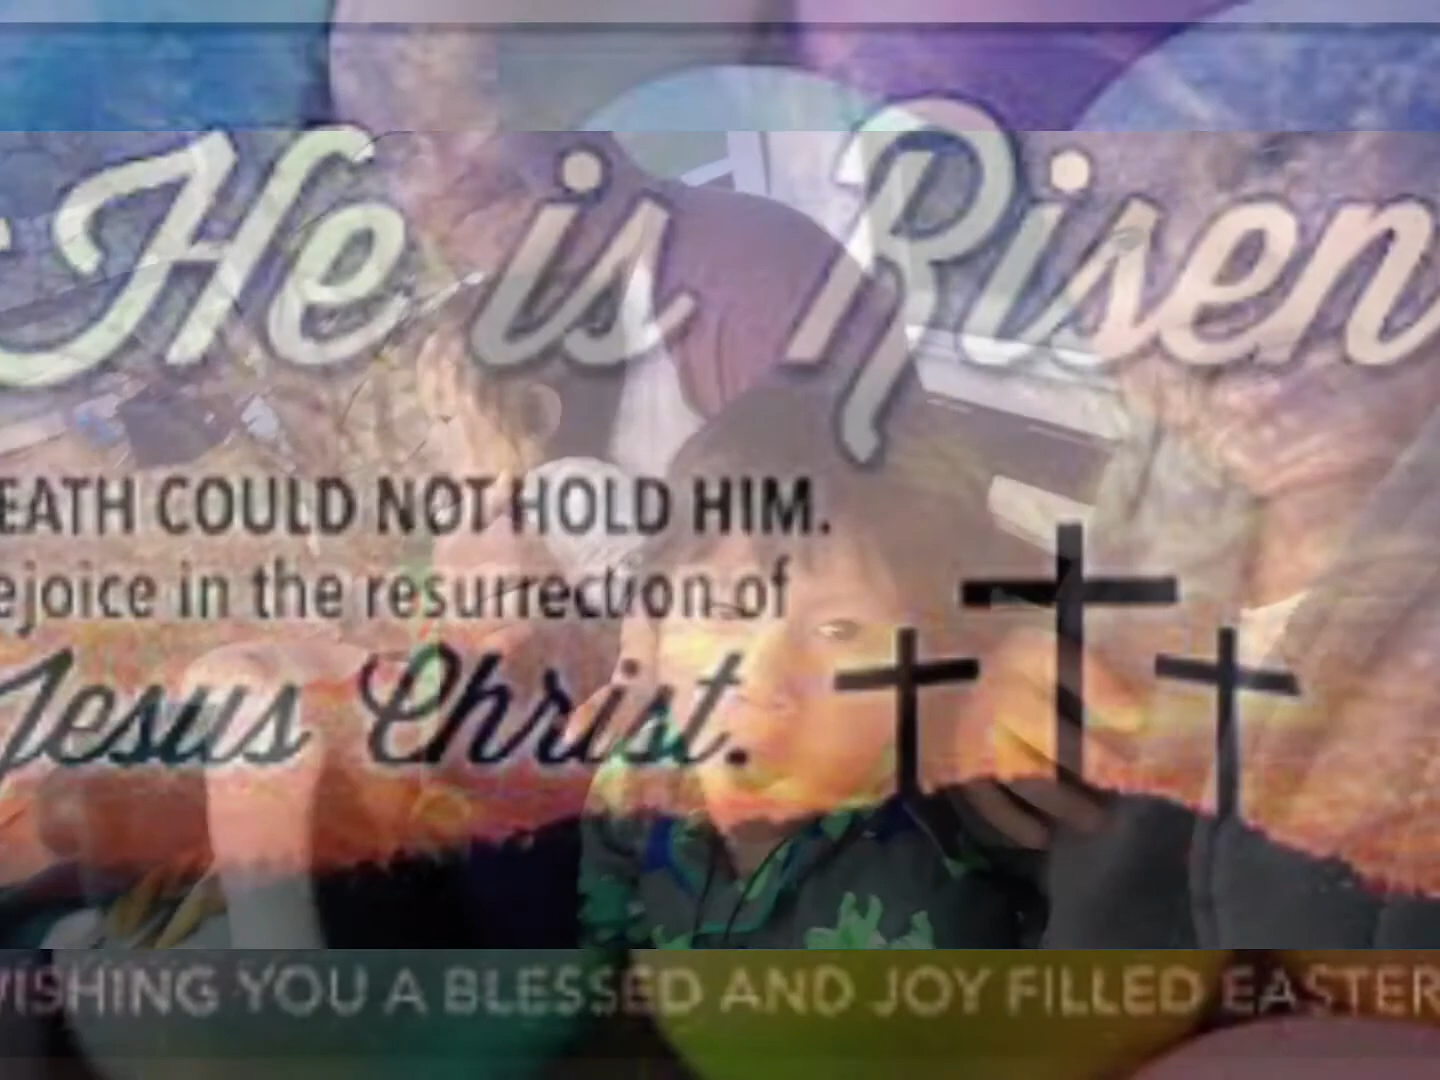 He is Risen
EATH COULD NOT HOLD HIM.
ejoice in the resurrection of
Jesus Christ.
ISHING YOU A BLESSED AND JOY FILLED EASTER